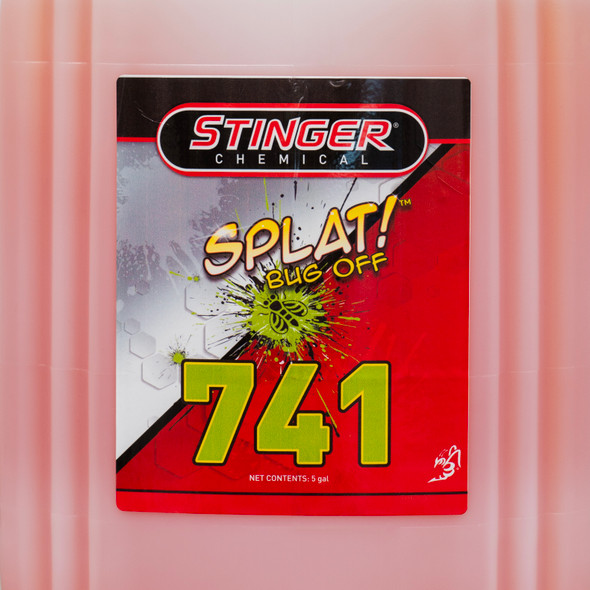 STINGER®
CHEMICAL
SPLAT!™
BUG OFF
741
NET CONTENTS: 5 gal